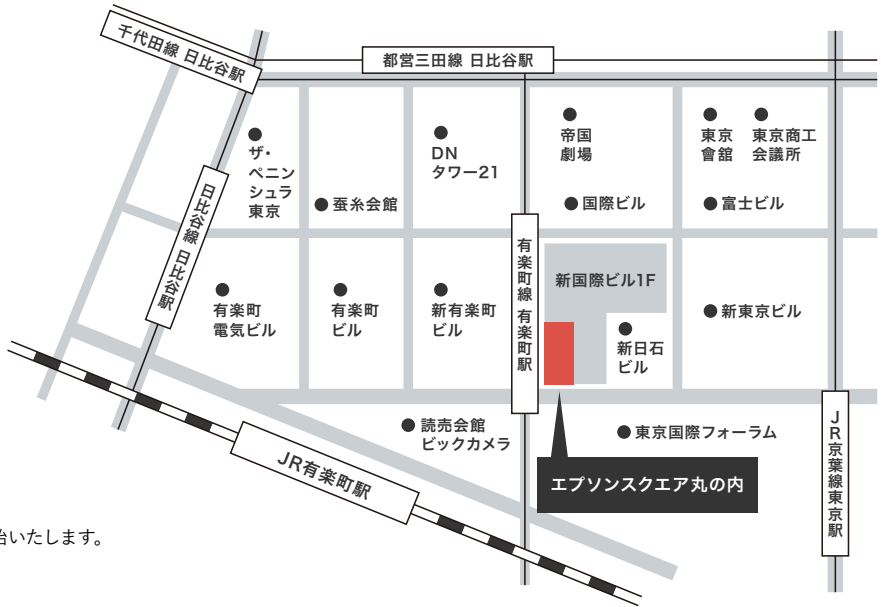 千代田線 日比谷駅
都営三田線 日比谷駅
ザ・
ペニン
シュラ
東京
DN
タワー21
帝国
劇場
東京
會舘
東京商工
会議所
蚕糸会館
国際ビル
富士ビル
日比谷線 日比谷駅
有楽町線 有楽町駅
新国際ビル1F
有楽町
電気ビル
有楽町
ビル
新有楽町
ビル
新日石
ビル
新東京ビル
読売会館
ビックカメラ
東京国際フォーラム
JR京葉線東京駅
JR有楽町駅
エプソンスクエア丸の内
いたします。